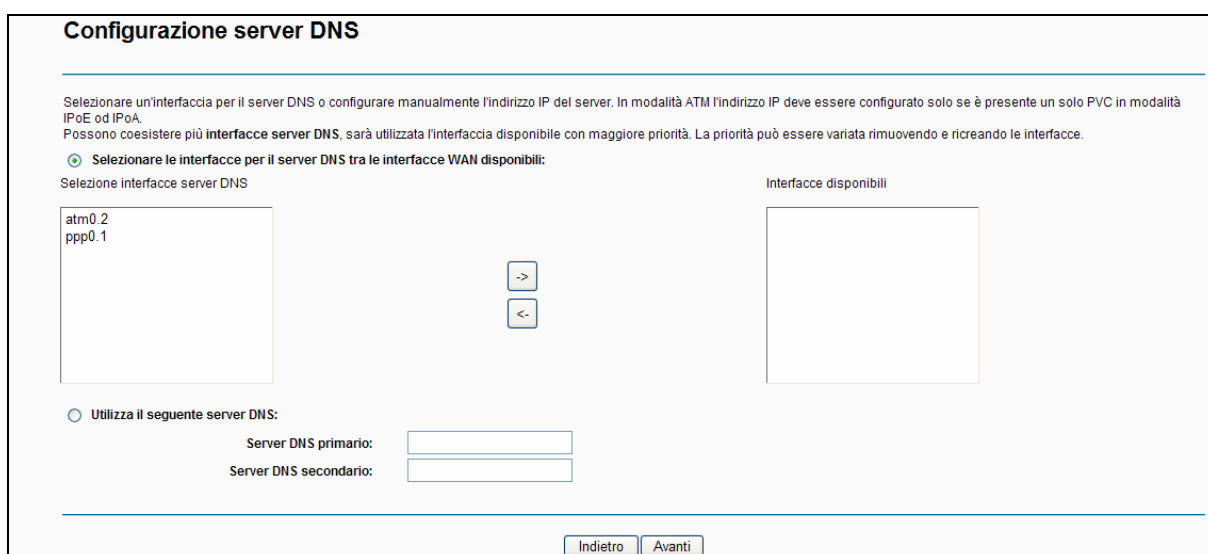 Configurazione server DNS
Selezionare un'interfaccia per il server DNS o configurare manualmente l'indirizzo IP del server. In modalità ATM l'indirizzo IP deve essere configurato solo se è presente un solo PVC in modalità
IPoE od IPoA.
Possono coesistere più interfacce server DNS, sarà utilizzata l'interfaccia disponibile con maggiore priorità. La priorità può essere variata rimuovendo e ricreando le interfacce.
Selezionare le interfacce per il server DNS tra le interfacce WAN disponibili:
Selezione interfacce server DNS
Interfacce disponibili
atm0.2
ppp0.1
->
<-
Utilizza il seguente server DNS:
Server DNS primario:
Server DNS secondario:
Indietro
Avanti